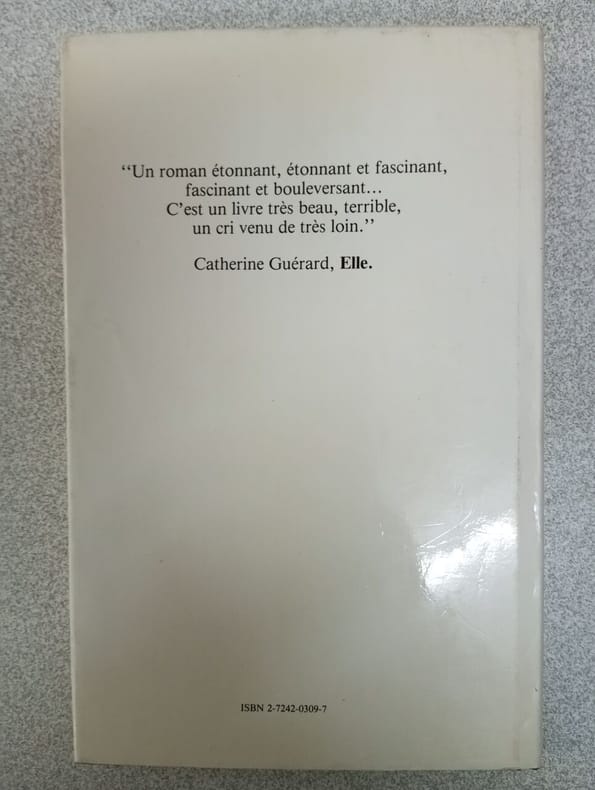 “Un roman étonnant, étonnant et fascinant,
fascinant et bouleversant...
C’est un livre très beau, terrible,
un cri venu de très loin.”
Catherine Guérard, Elle.
ISBN 2-7242-0309-7